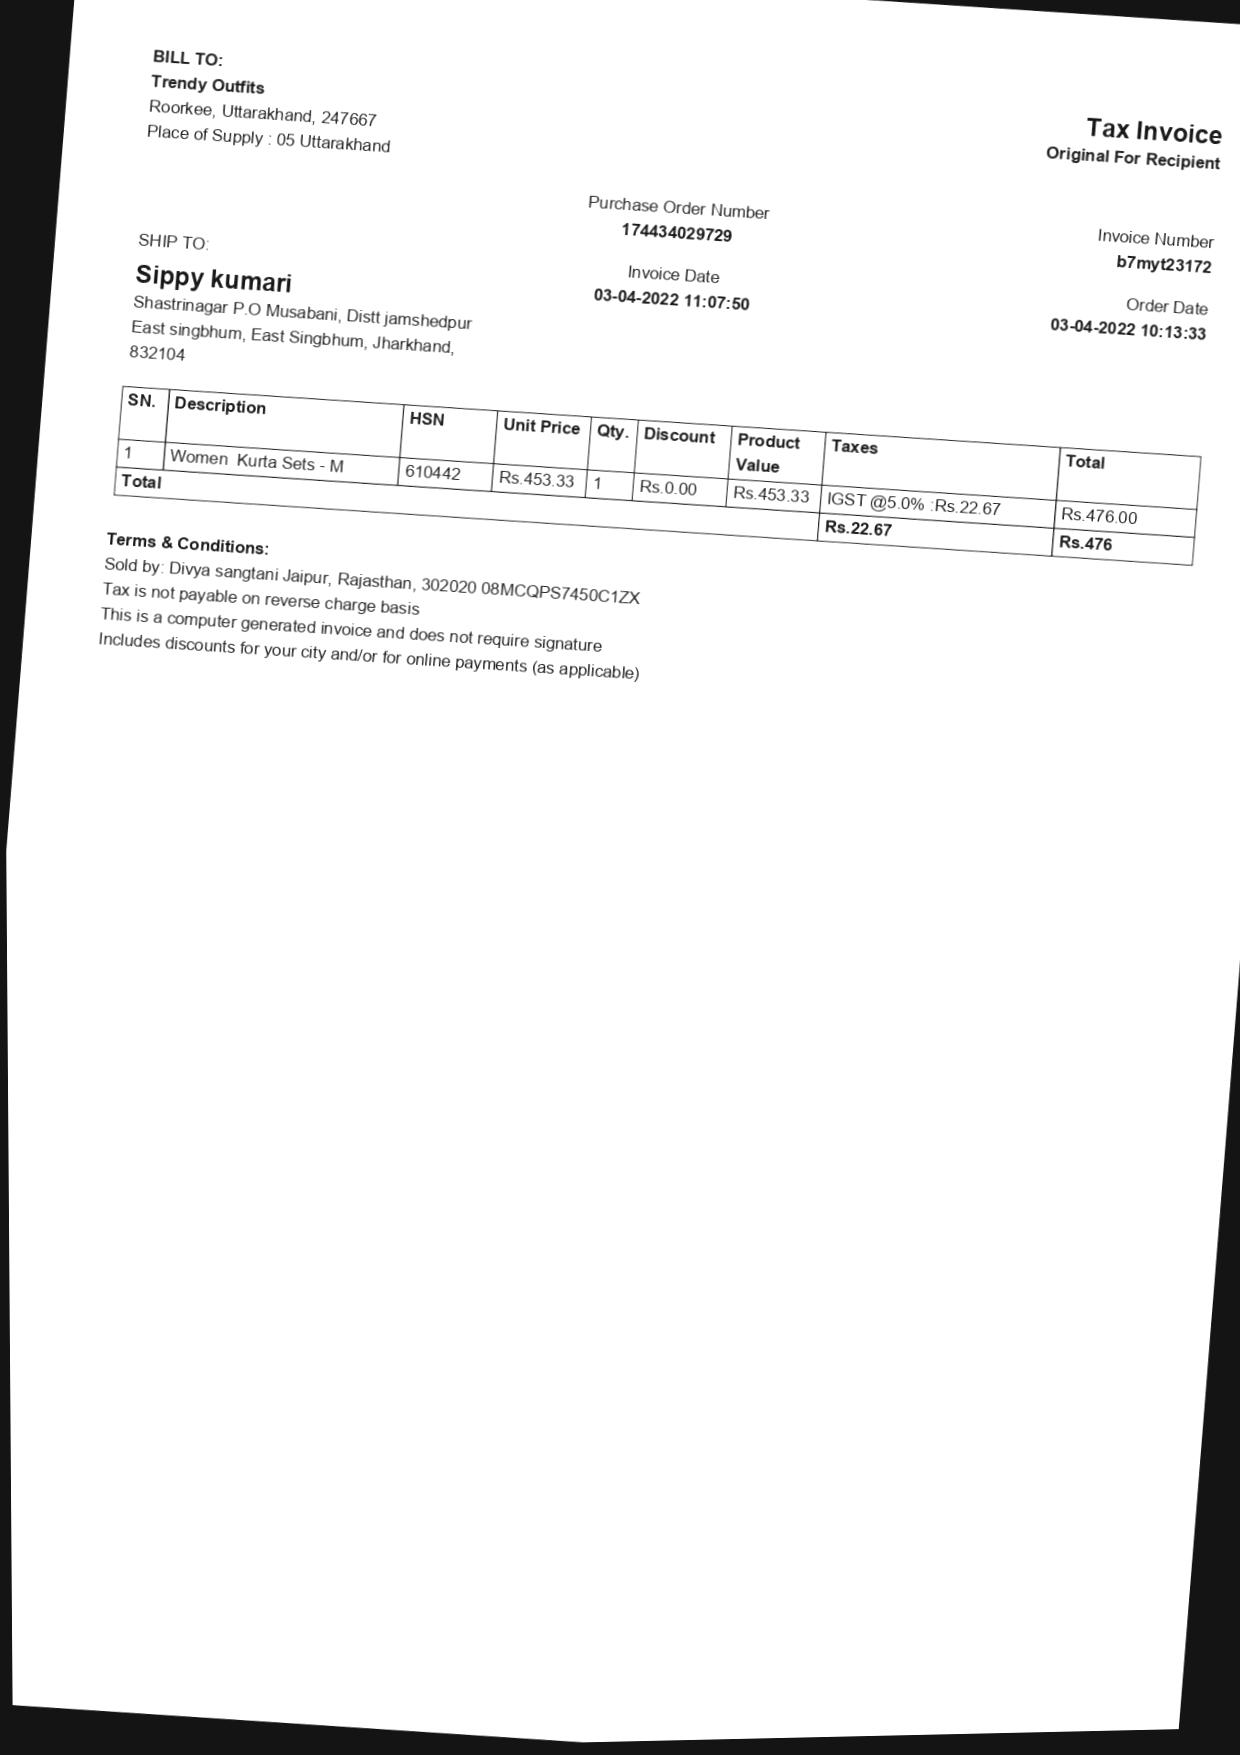 BILL TO:
Trendy Outfits
Roorkee, Uttarakhand, 247667
Place of Supply : 05 Uttarakhand
Tax Invoice
Original For Recipient
Purchase Order Number
174434029729
Invoice Number
b7myt23172
Invoice Date
03-04-2022 11:07:50
Order Date
03-04-2022 10:13:33
SHIP TO:
Sippy kumari
Shastrinagar P.O Musabani, Distt jamshedpur
East singbhum, East Singbhum, Jharkhand,
832104
SN. Description HSN Unit Price Qty. Discount Product Value Taxes Total
1 Women Kurta Sets - M 610442 Rs.453.33 1 Rs.0.00 Rs.453.33 IGST @5.0% :Rs.22.67 Rs.476.00
Total Rs.22.67 Rs.476
Terms & Conditions:
Sold by: Divya sangtani Jaipur, Rajasthan, 302020 08MCQPS7450C1ZX
Tax is not payable on reverse charge basis
This is a computer generated invoice and does not require signature
Includes discounts for your city and/or for online payments (as applicable)